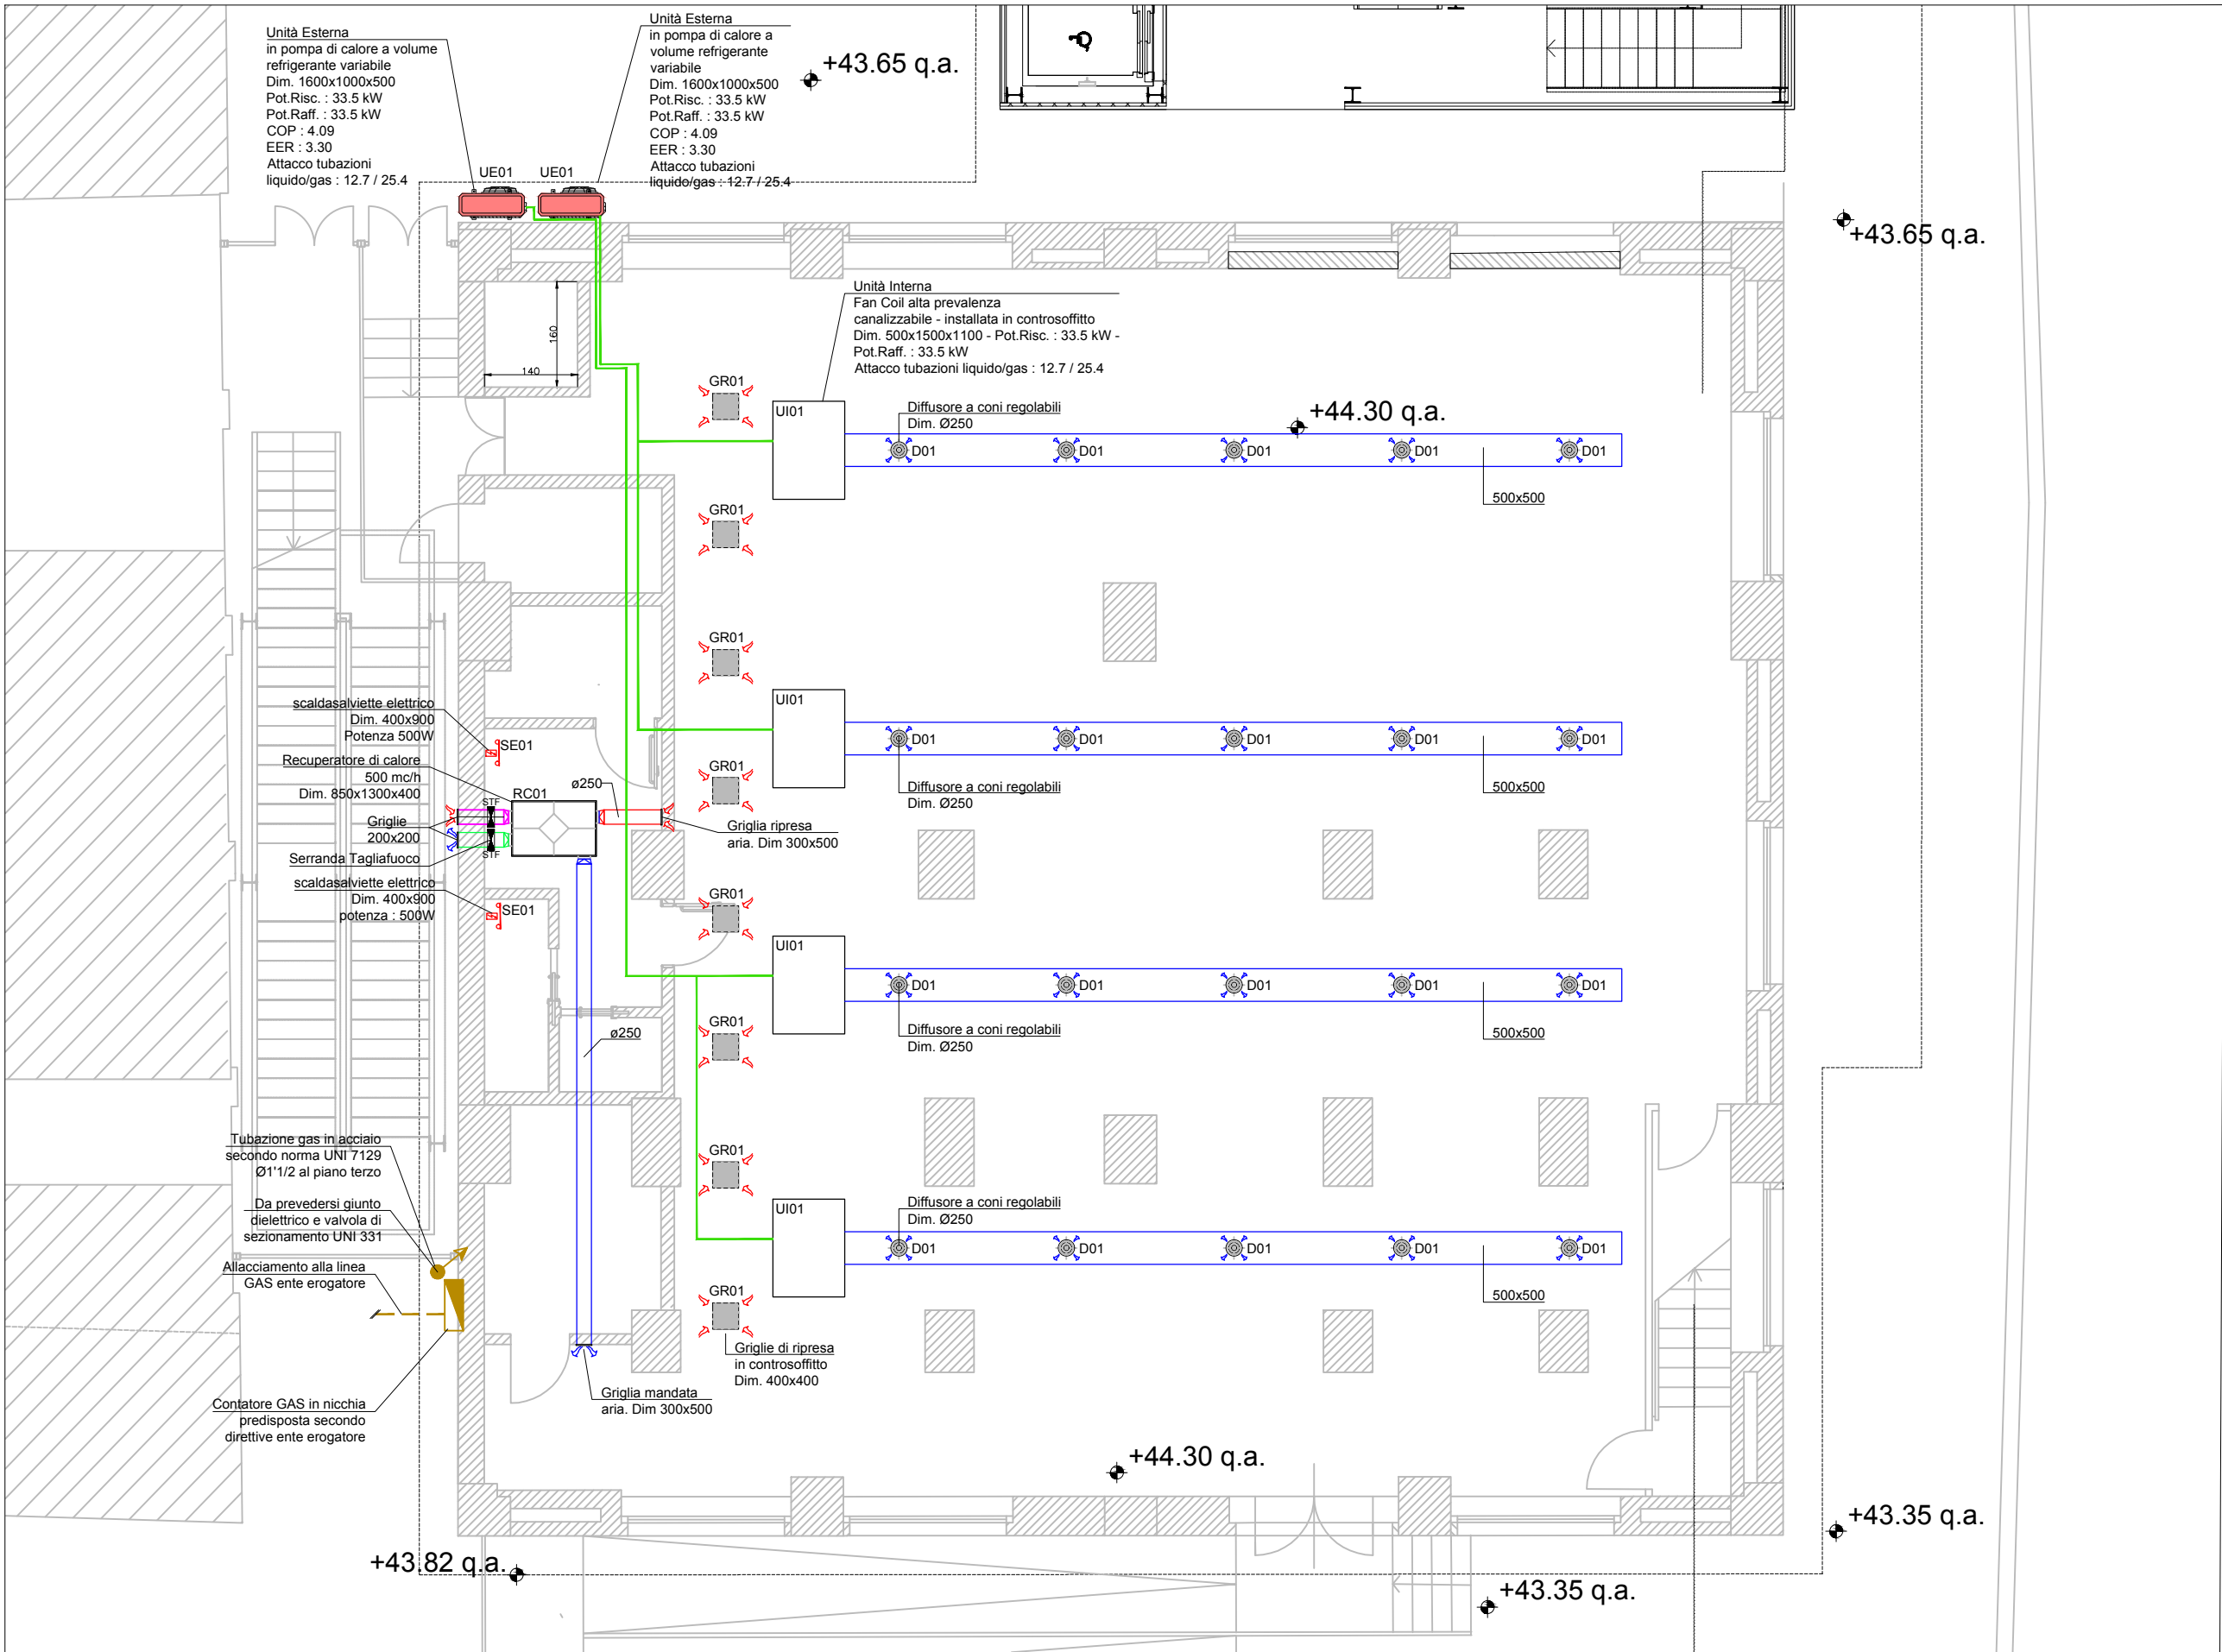 Unità Esterna
in pompa di calore a volume
refrigerante variabile
Dim. 1600x1000x500
Pot.Risc. : 33.5 kW
Pot.Raff. : 33.5 kW
COP : 4.09
EER : 3.30
Attacco tubazioni
liquido/gas : 12.7 / 25.4
Unità Esterna
in pompa di calore a
volume refrigerante
variabile
Dim. 1600x1000x500
Pot.Risc. : 33.5 kW
Pot.Raff. : 33.5 kW
COP : 4.09
EER : 3.30
Attacco tubazioni
liquido/gas : 12.7 / 25.4
+43.65 q.a.
UE01
UE01
+43.65 q.a.
Unità Interna
Fan Coil alta prevalenza
canalizzabile - installata in controsoffitto
Dim. 500x1500x1100 - Pot.Risc. : 33.5 kW -
Pot.Raff. : 33.5 kW
Attacco tubazioni liquido/gas : 12.7 / 25.4
160
140
GR01
UI01
Diffusore a coni regolabili
Dim. Ø250
+44.30 q.a.
D01
D01
D01
D01
D01
500x500
GR01
GR01
UI01
D01
D01
D01
D01
D01
Diffusore a coni regolabili
Dim. Ø250
500x500
GR01
scaldasalviette elettrico
Dim. 400x900
Potenza 500W
SE01
Recuperatore di calore
500 mc/h
Dim. 850x1300x400
RC01
ø250
STF
Griglie
200x200
STF
Serranda Tagliafuoco
Griglia ripresa
aria. Dim 300x500
scaldasalviette elettrico
Dim. 400x900
potenza : 500W
SE01
GR01
UI01
D01
D01
D01
D01
D01
Diffusore a coni regolabili
Dim. Ø250
500x500
GR01
ø250
Tubazione gas in acciaio
secondo norma UNI 7129
Ø1'1/2 al piano terzo
Da prevedersi giunto
dielettrico e valvola di
sezionamento UNI 331
Allacciamento alla linea
GAS ente erogatore
Contatore GAS in nicchia
predisposta secondo
direttive ente erogatore
GR01
UI01
Diffusore a coni regolabili
Dim. Ø250
D01
D01
D01
D01
D01
500x500
GR01
Griglie di ripresa
in controsoffitto
Dim. 400x400
Griglia mandata
aria. Dim 300x500
+44.30 q.a.
+43.35 q.a.
+43.82 q.a.
+43.35 q.a.